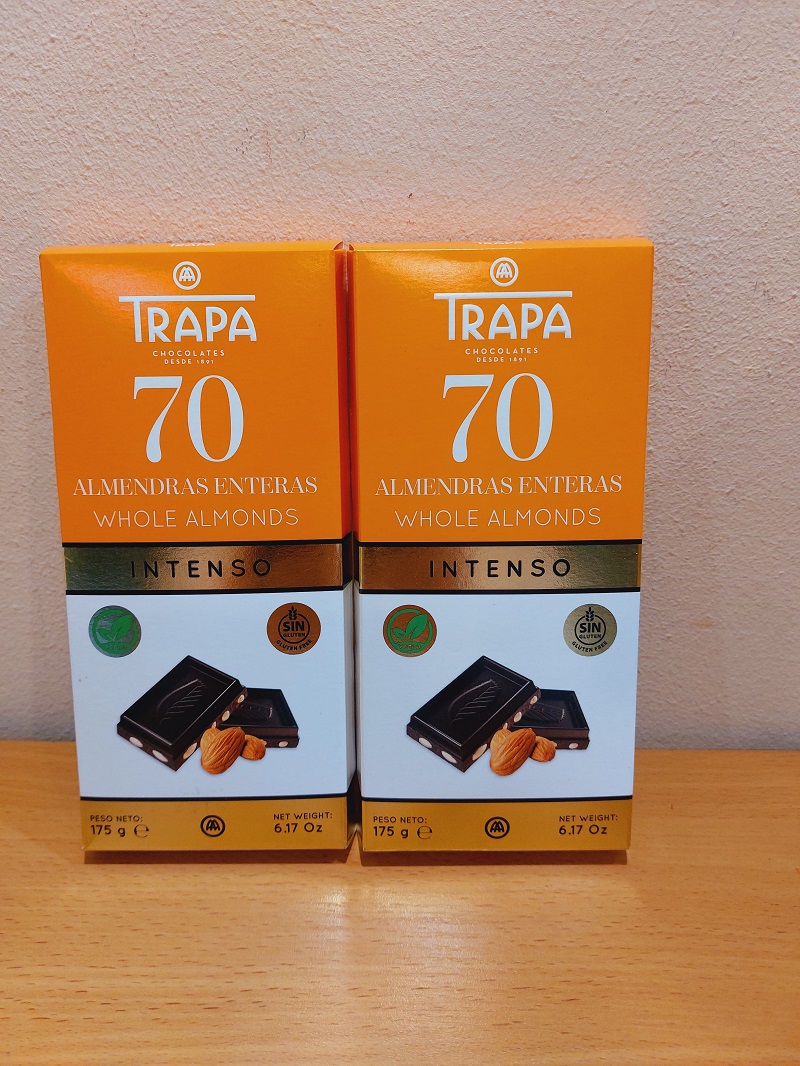 TRAPA
CHOCOLATES
DESDE 1891
70
ALMENDRAS ENTERAS
WHOLE ALMONDS
INTENSO
SIN
GLUTEN
GLUTEN FREE
PESO NETO:
175 g ℮
NET WEIGHT:
6.17 Oz
TRAPA
CHOCOLATES
DESDE 1891
70
ALMENDRAS ENTERAS
WHOLE ALMONDS
INTENSO
SIN
GLUTEN
GLUTEN FREE
PESO NETO:
175 g ℮
NET WEIGHT:
6.17 Oz